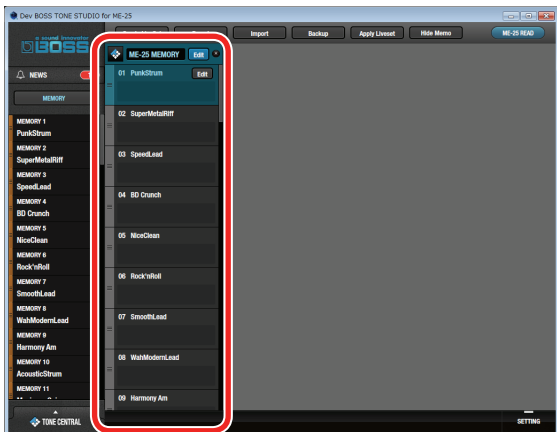 Dev BOSS TONE STUDIO for ME-25
a sound innovator
BOSS
Import
Backup
Apply Liveset
Hide Memo
ME-25 READ
NEWS
MEMORY
MEMORY 1
PunkStrum
MEMORY 2
SuperMetalRiff
MEMORY 3
SpeedLead
MEMORY 4
BD Crunch
MEMORY 5
NiceClean
MEMORY 6
Rock'nRoll
MEMORY 7
SmoothLead
MEMORY 8
WahModernLead
MEMORY 9
Harmony Am
MEMORY 10
AcousticStrum
MEMORY 11
TONE CENTRAL
ME-25 MEMORY Edit
01 PunkStrum Edit
02 SuperMetalRiff
03 SpeedLead
04 BD Crunch
05 NiceClean
06 Rock'nRoll
07 SmoothLead
08 WahModernLead
09 Harmony Am
SETTING